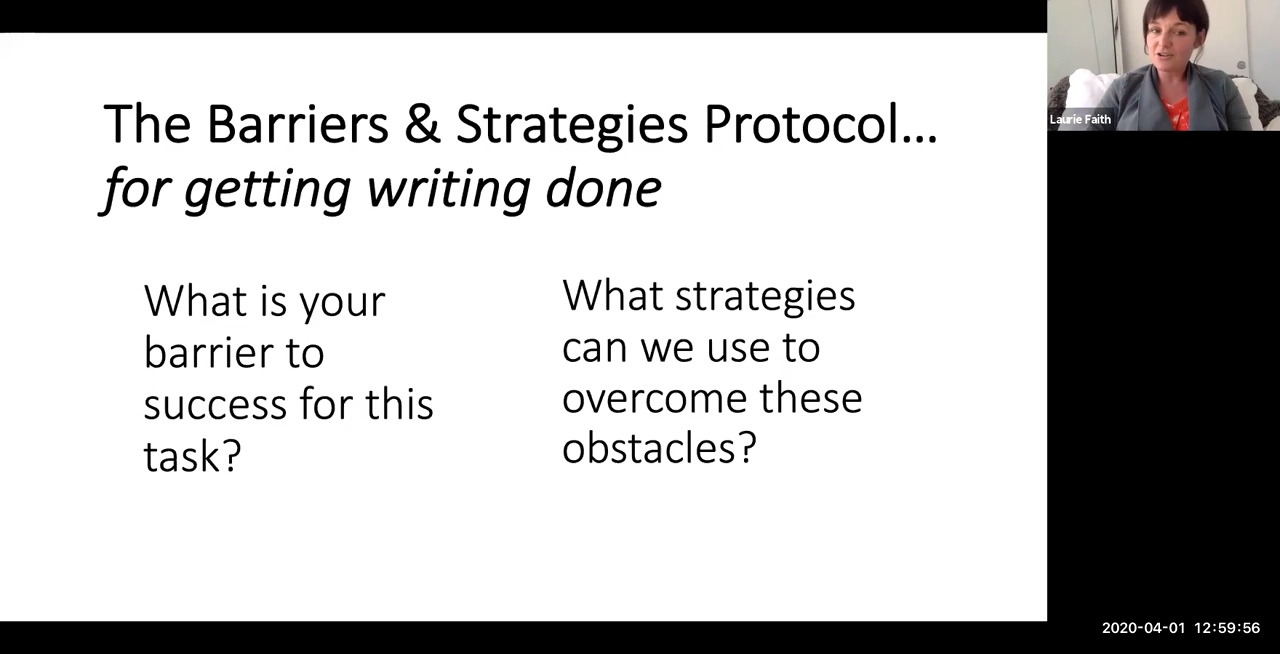 The Barriers & Strategies Protocol...
for getting writing done
What is your
barrier to
success for this
task?
What strategies
can we use to
overcome these
obstacles?
Laurie Faith
2020-04-01 12:59:56